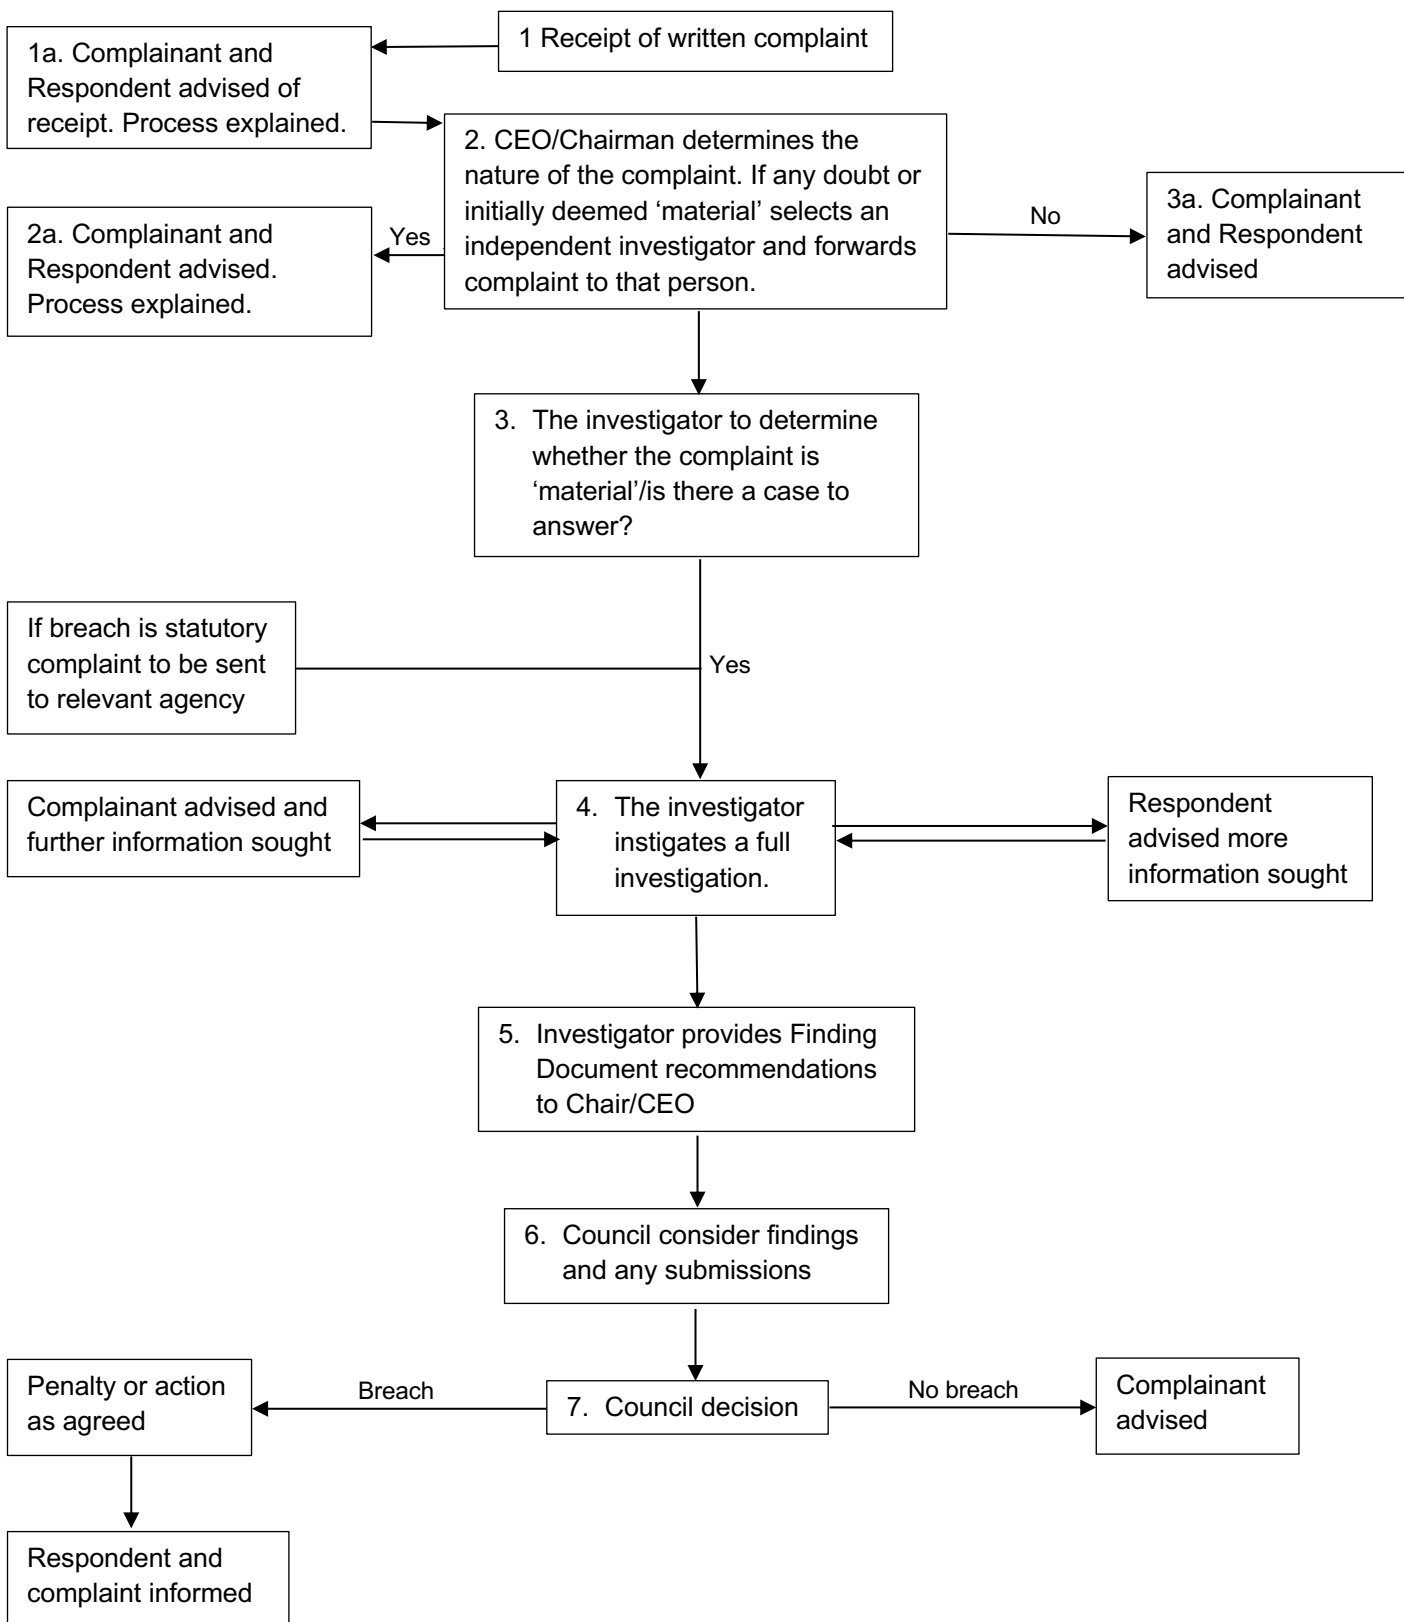 1 Receipt of written complaint
1a. Complainant and
Respondent advised of
receipt. Process explained.
2. CEO/Chairman determines the
nature of the complaint. If any doubt or
initially deemed ‘material’ selects an
independent investigator and forwards
complaint to that person.
Yes
2a. Complainant and
Respondent advised.
Process explained.
No
3a. Complainant
and Respondent
advised
3. The investigator to determine
whether the complaint is
‘material’/is there a case to
answer?
If breach is statutory
complaint to be sent
to relevant agency
Yes
Complainant advised and
further information sought
4. The investigator
instigates a full
investigation.
Respondent
advised more
information sought
5. Investigator provides Finding
Document recommendations
to Chair/CEO
6. Council consider findings
and any submissions
Penalty or action
as agreed
Breach
7. Council decision
No breach
Complainant
advised
Respondent and
complaint informed